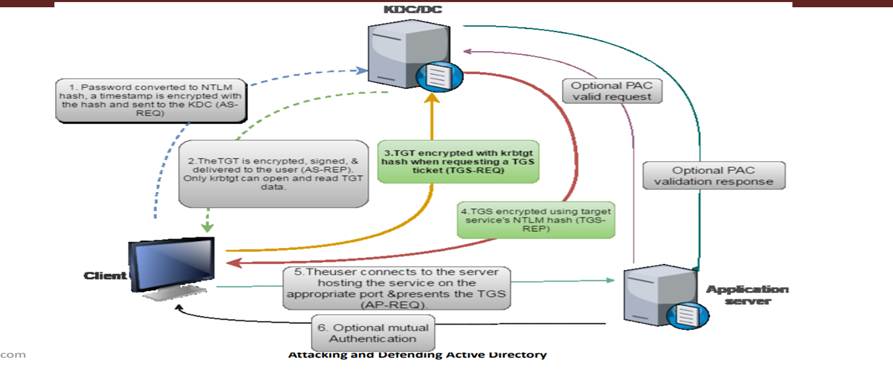 KDC/DC
1. Password converted to NTLM
hash, a timestamp is encrypted with
the hash and sent to the KDC (AS-
REQ)
Optional PAC
valid request
2.TheTGT is encrypted, signed, &
delivered to the user (AS-REP).
Only krbtgt can open and read TGT
data.
3.TGT encrypted with krbtgt
hash when requesting a TGS
ticket (TGS-REQ)
Optional PAC
validation response
4.TGS encrypted using target
service's NTLM hash (TGS-
REP)
Client
5.Theuser connects to the server
hosting the service on the
appropriate port &presents the TGS
(AP-REQ).
Application
server
6. Optional mutual
Authentication
com
Attacking and Defending Active Directory